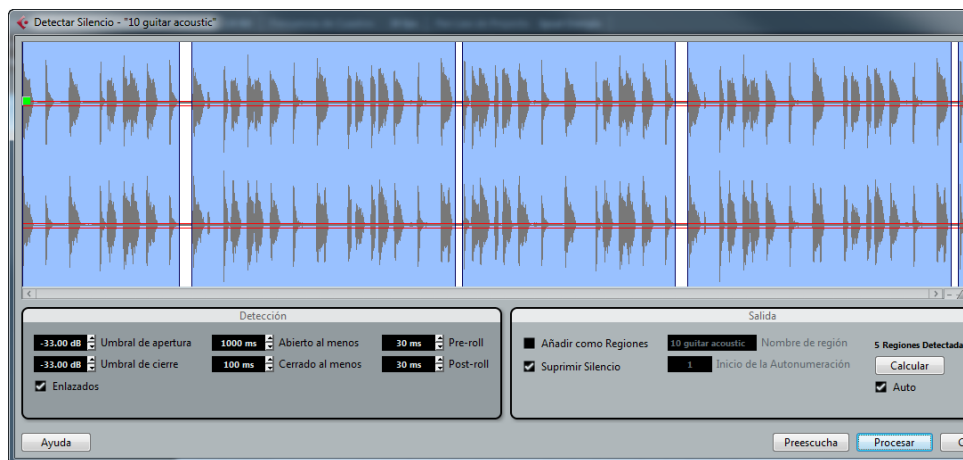 Detectar Silencio - "10 guitar acoustic"
Detección
-33.00 dB Umbral de apertura 1000 ms Abierto al menos 30 ms Pre-roll
-33.00 dB Umbral de cierre 100 ms Cerrado al menos 30 ms Post-roll
Enlazados
Salida
Añadir como Regiones 10 guitar acoustic Nombre de región 5 Regiones Detectada
Suprimir Silencio 1 Inicio de la Autonumeración Calcular
Auto
Ayuda Preescucha Procesar